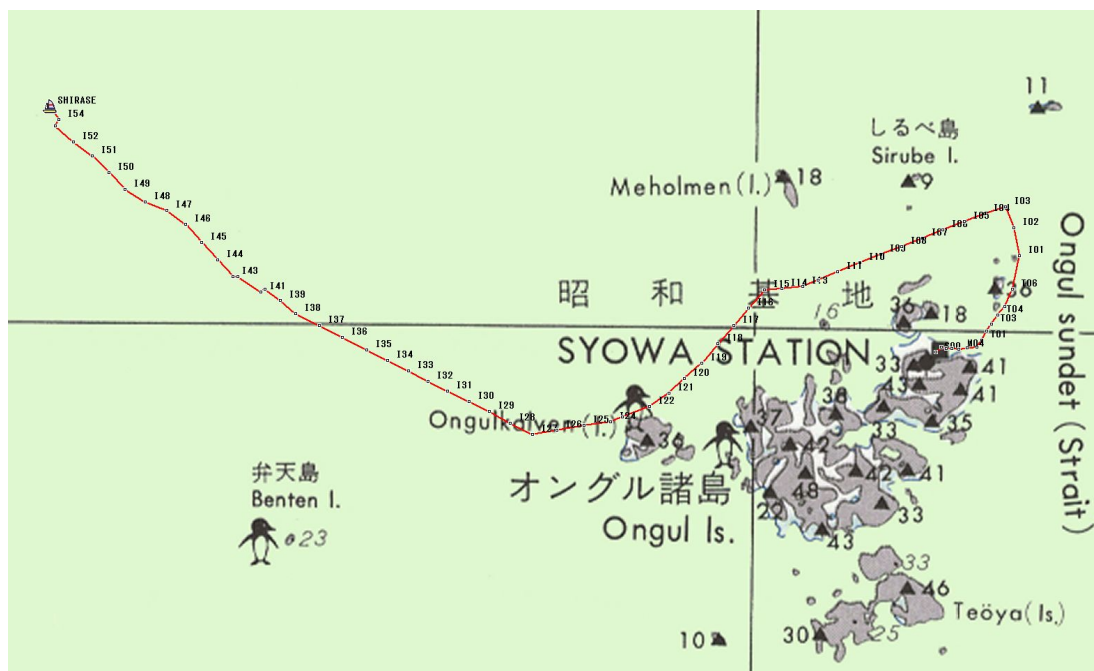 SHIRASE
I54
I52
I51
I50
I49
I48
I47
I46
I45
I44
I43
I41
I39
I38
I37
I36
I35
I34
I33
I32
I31
I30
I29
I28
I27
I26
I25
I24
I22
I21
I20
I19
I18
I17
I16
I15
I14
I13
I11
I10
I09
I08
I07
I06
I05
I04
I03
I02
I01
T06
T04
T03
T01
W04
11
しるべ島
Sirube I.
9
Meholmen (I.)
18
Ongul sundet (Strait)
昭和基地
SYOWA STATION
36
36
18
16
33
41
43
41
38
33
35
37
42
Ongulkalven (I.)
36
オングル諸島
Ongul Is.
48
42
41
22
33
43
弁天島
Benten I.
23
33
46
Teöya (Is.)
10
30
25